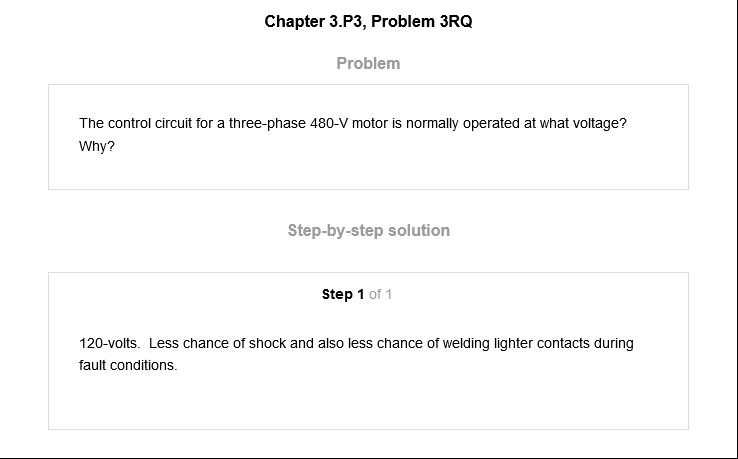 Chapter 3.P3, Problem 3RQ
Problem
The control circuit for a three-phase 480-V motor is normally operated at what voltage?
Why?
Step-by-step solution
Step 1 of 1
120-volts.  Less chance of shock and also less chance of welding lighter contacts during
fault conditions.